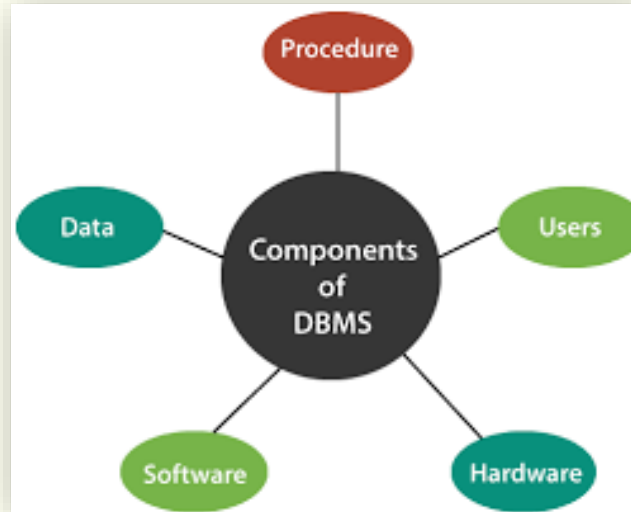 Procedure
Data
Users
Components
of
DBMS
Software
Hardware